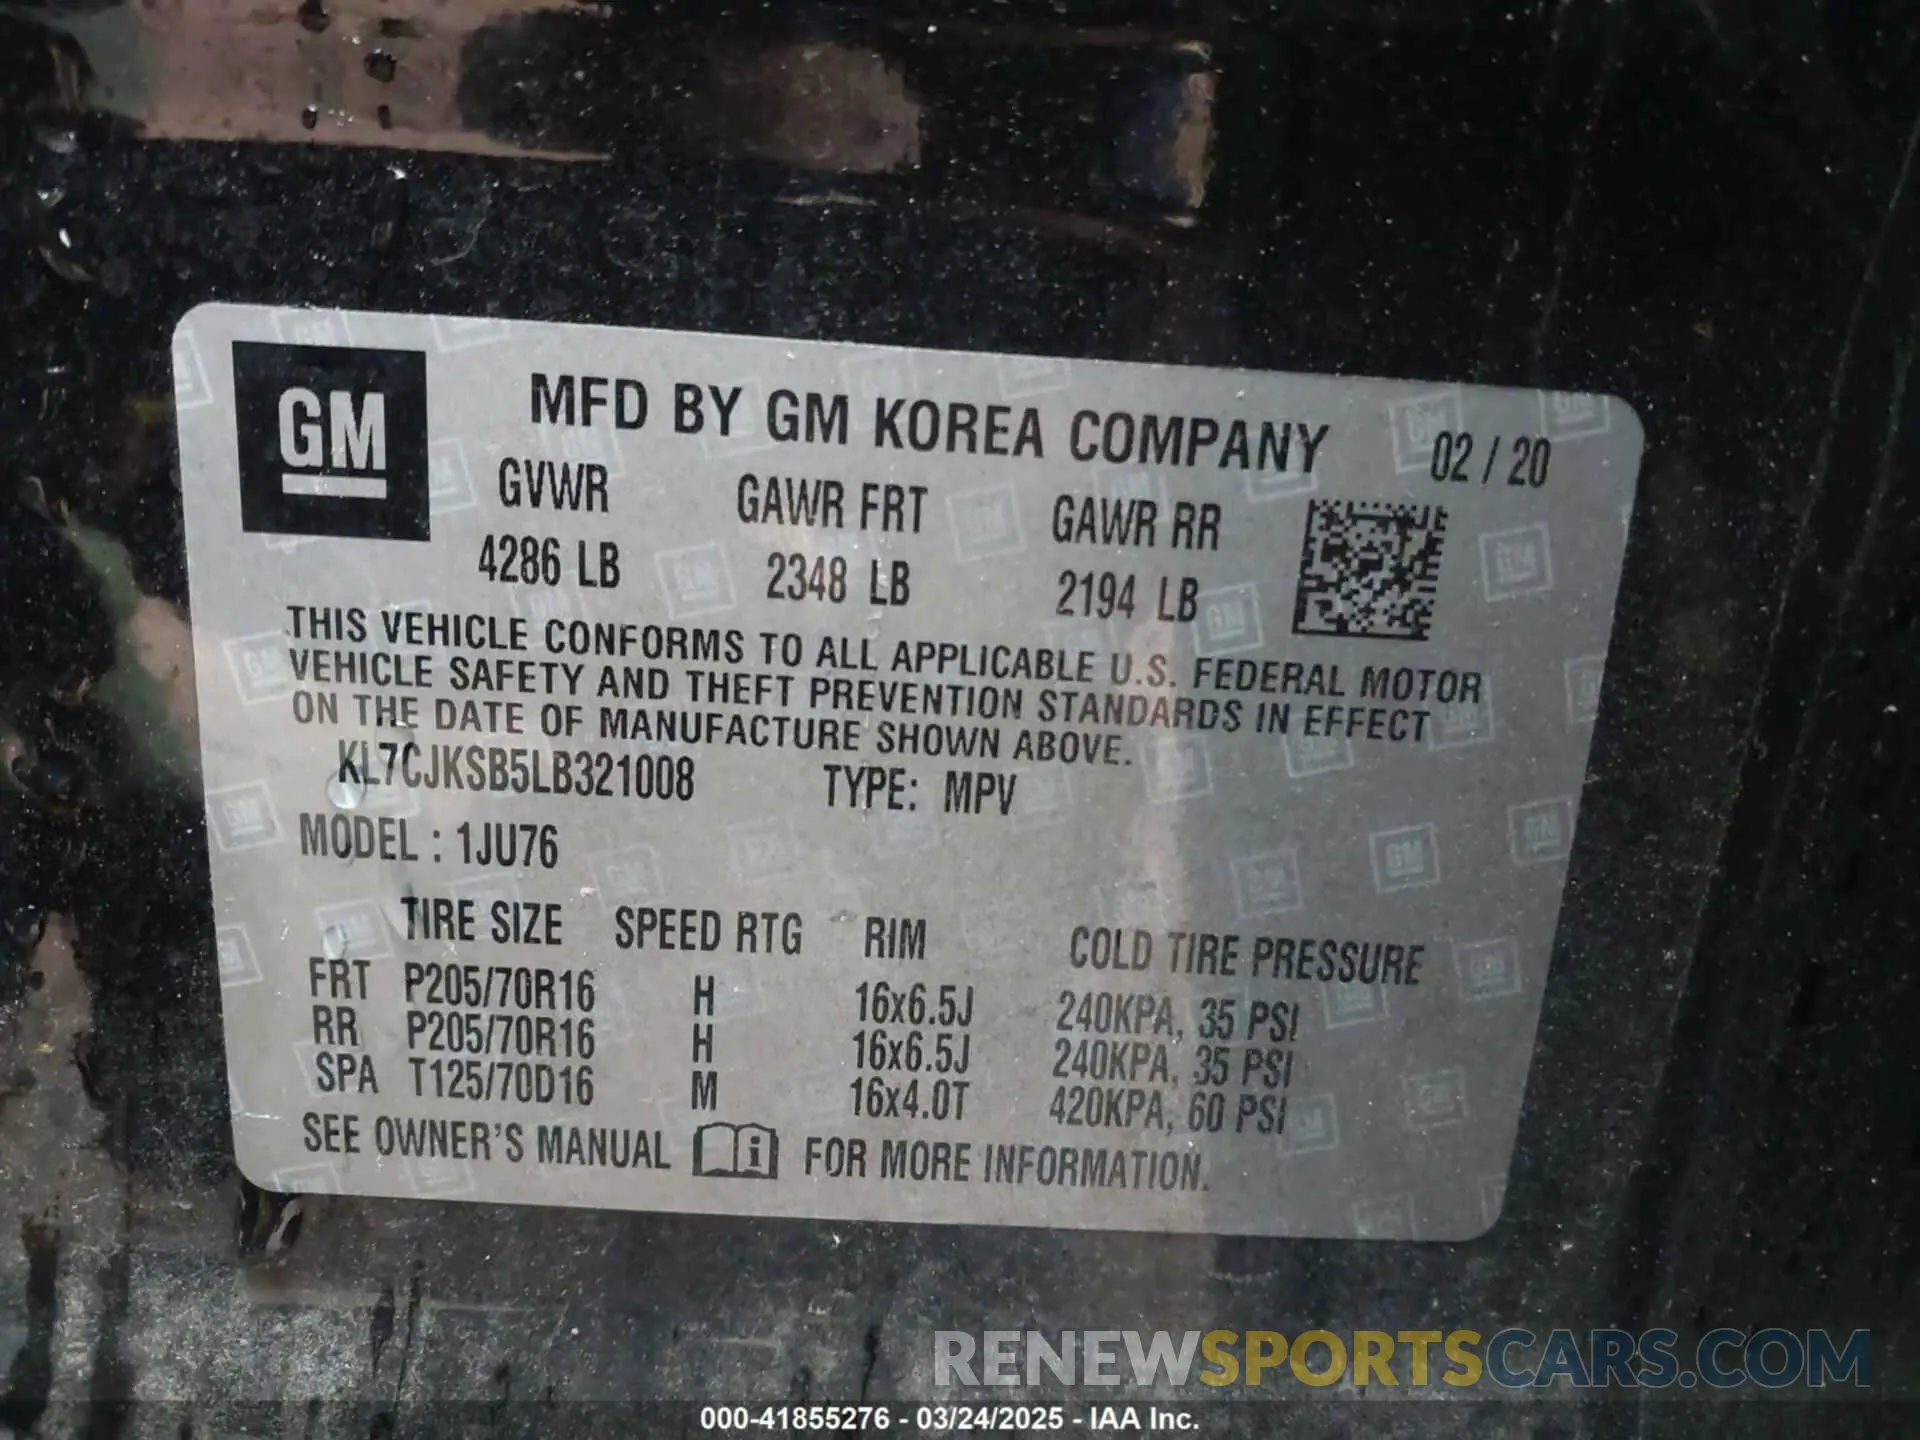 GM
MFD BY GM KOREA COMPANY 02 / 20
GVWR GAWR FRT GAWR RR
4286 LB 2348 LB 2194 LB
THIS VEHICLE CONFORMS TO ALL APPLICABLE U.S. FEDERAL MOTOR
VEHICLE SAFETY AND THEFT PREVENTION STANDARDS IN EFFECT
ON THE DATE OF MANUFACTURE SHOWN ABOVE.
KL7CJKSB5LB321008 TYPE: MPV
MODEL : 1JU76
TIRE SIZE SPEED RTG RIM COLD TIRE PRESSURE
FRT P205/70R16 H 16x6.5J 240KPA, 35 PSI
RR P205/70R16 H 16x6.5J 240KPA, 35 PSI
SPA T125/70D16 M 16x4.0T 420KPA, 60 PSI
SEE OWNER'S MANUAL FOR MORE INFORMATION.
RENEWSPORTSCARS.COM
000-41855276 - 03/24/2025 - IAA Inc.